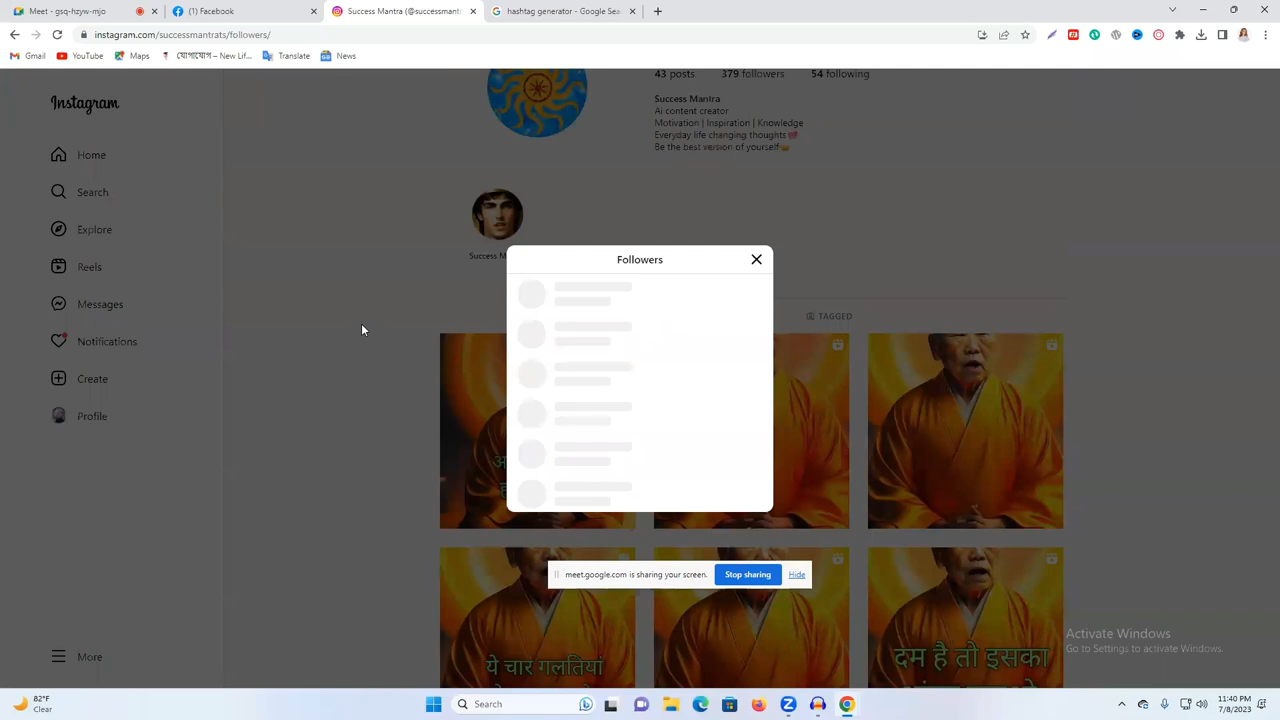 Meet - gsq-hzyw-mjo
(1) Facebook
Success Mantra (@successmantr
hashtag generator - Google Sea
instagram.com/successmantrats/followers/
Gmail
YouTube
Maps
যোগাযোগ – New Lif...
Translate
News
Instagram
Home
Search
Explore
Reels
Messages
Notifications
Create
Profile
More
43 posts 379 followers 54 following
Success Mantra
Ai content creator
Motivation | Inspiration | Knowledge
Everyday life changing thoughts
Be the best version of yourself
Success M
TAGGED
Followers
meet.google.com is sharing your screen.
Stop sharing
Hide
ये चार गलतियां
दम है तो इसका
Activate Windows
Go to Settings to activate Windows.
82°F
Clear
Search
11:40 PM
7/8/2023